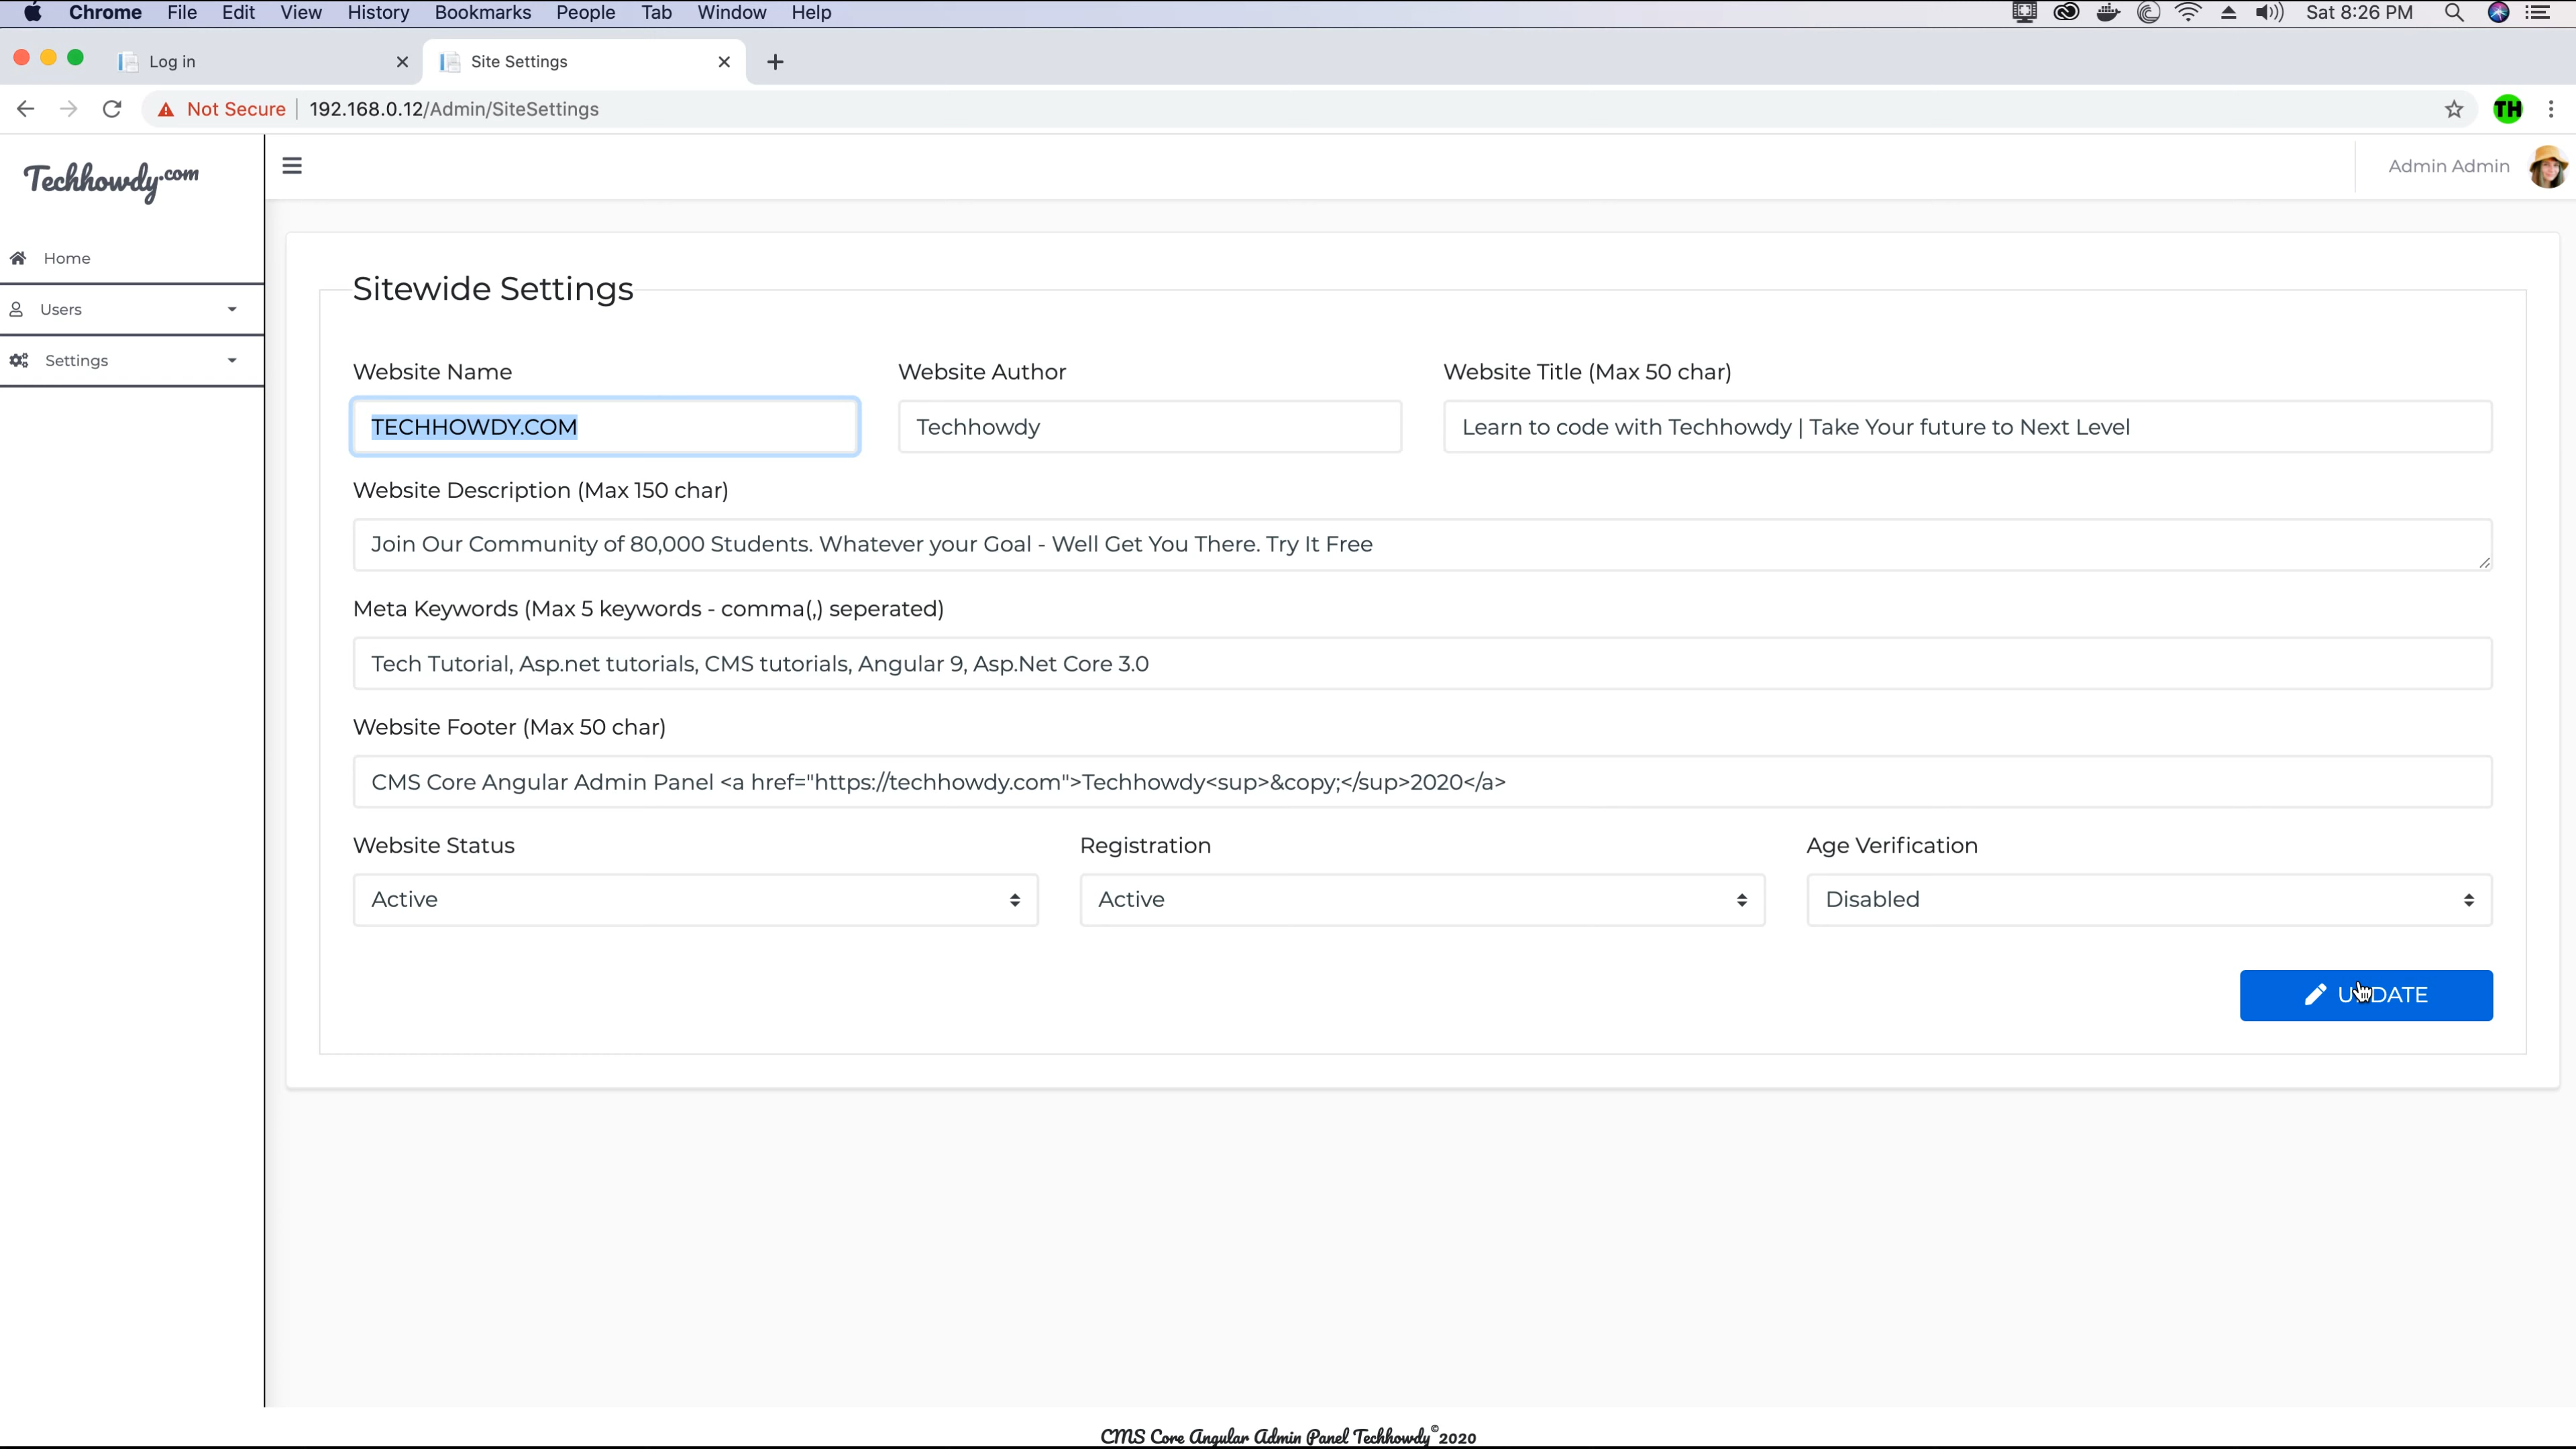 Chrome File Edit View History Bookmarks People Tab Window Help Sat 8:26 PM
Log in
Site Settings
Not Secure 192.168.0.12/Admin/SiteSettings TH
Techhowdy.com
Admin Admin
Home
Users
Settings
Sitewide Settings
Website Name
Website Author
Website Title (Max 50 char)
TECHHOWDY.COM
Techhowdy
Learn to code with Techhowdy | Take Your future to Next Level
Website Description (Max 150 char)
Join Our Community of 80,000 Students. Whatever your Goal - Well Get You There. Try It Free
Meta Keywords (Max 5 keywords - comma(,) seperated)
Tech Tutorial, Asp.net tutorials, CMS tutorials, Angular 9, Asp.Net Core 3.0
Website Footer (Max 50 char)
CMS Core Angular Admin Panel <a href="https://techhowdy.com">Techhowdy<sup>&copy;</sup>2020</a>
Website Status
Registration
Age Verification
Active
Active
Disabled
UPDATE
CMS Core Angular Admin Panel Techhowdy©2020